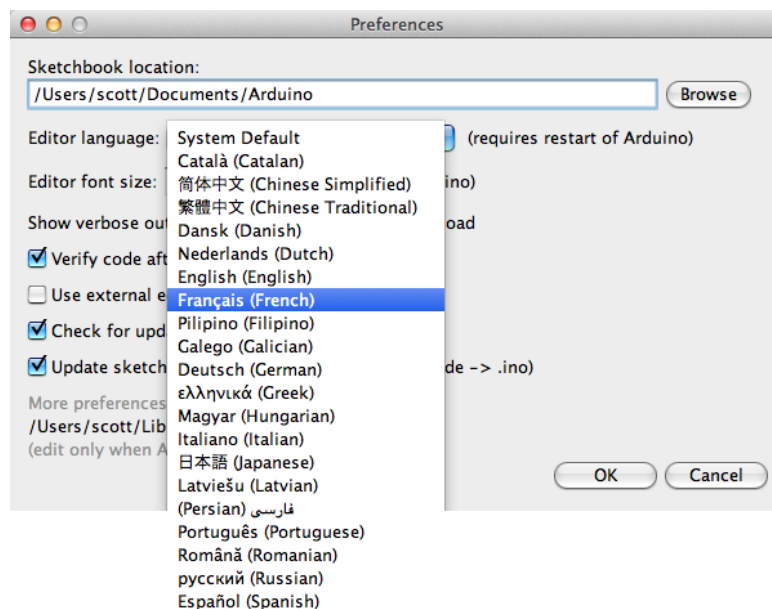 Preferences
Sketchbook location:
/Users/scott/Documents/Arduino
Browse
Editor language:
(requires restart of Arduino)
Editor font size:
ino)
Show verbose out
oad
Verify code aft
Use external e
Check for upd
Update sketch
de -> .ino)
More preferences
/Users/scott/Lib
(edit only when A
System Default
Català (Catalan)
简体中文 (Chinese Simplified)
繁體中文 (Chinese Traditional)
Dansk (Danish)
Nederlands (Dutch)
English (English)
Français (French)
Pilipino (Filipino)
Galego (Galician)
Deutsch (German)
ελληνικά (Greek)
Magyar (Hungarian)
Italiano (Italian)
日本語 (Japanese)
Latviešu (Latvian)
فارسی (Persian)
Português (Portuguese)
Română (Romanian)
русский (Russian)
Español (Spanish)
OK
Cancel